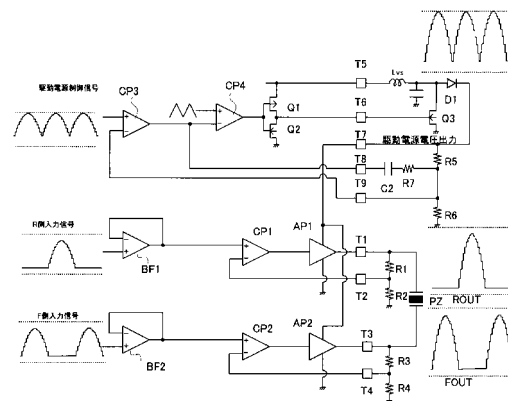 T5
Lvs
D1
駆動電源制御信号
CP3
CP4
Q1
T6
Q3
Q2
T7
駆動電源電圧出力
T8
R5
C2
R7
T9
R6
R側入力信号
CP1
AP1
T1
BF1
R1
T2
R2
PZ
ROUT
F側入力信号
CP2
AP2
T3
BF2
R3
T4
R4
FOUT